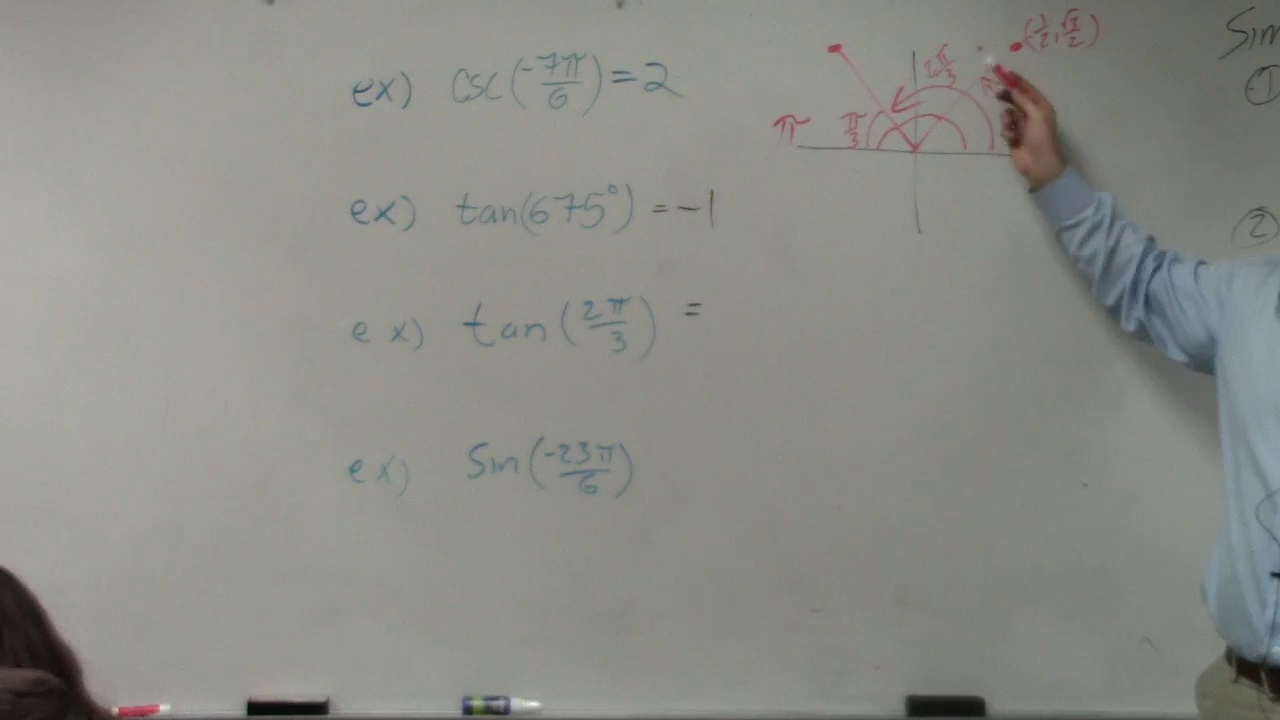 ex) csc(-7π/6) = 2
ex) tan(675°) = -1
ex) tan(2π/3) =
ex) Sin(-23π/6)
(1/2, √3/2)
2π/3
π
π/3
Sim
①
②